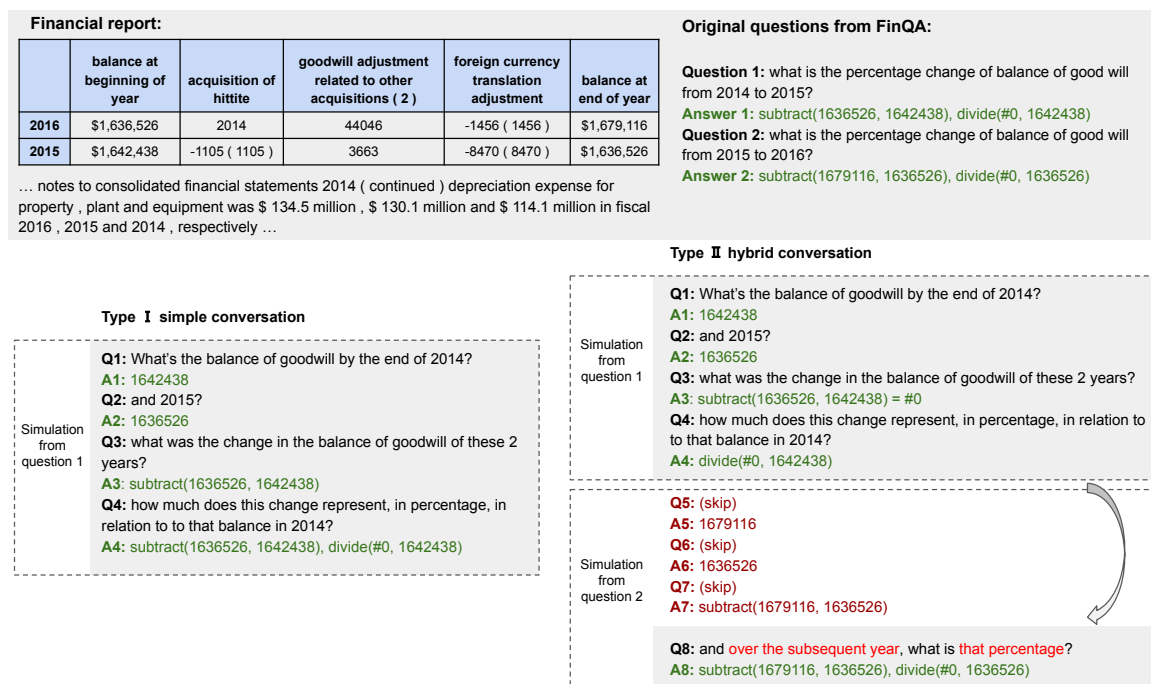 Financial report:
balance at beginning of year
acquisition of hittite
goodwill adjustment related to other acquisitions ( 2 )
foreign currency translation adjustment
balance at end of year
2016 $1,636,526 2014 44046 -1456 ( 1456 ) $1,679,116
2015 $1,642,438 -1105 ( 1105 ) 3663 -8470 ( 8470 ) $1,636,526
… notes to consolidated financial statements 2014 ( continued ) depreciation expense for
property , plant and equipment was $ 134.5 million , $ 130.1 million and $ 114.1 million in fiscal
2016 , 2015 and 2014 , respectively …
Original questions from FinQA:
Question 1: what is the percentage change of balance of good will
from 2014 to 2015?
Answer 1: subtract(1636526, 1642438), divide(#0, 1642438)
Question 2: what is the percentage change of balance of good will
from 2015 to 2016?
Answer 2: subtract(1679116, 1636526), divide(#0, 1636526)
Type Ⅰ simple conversation
Simulation
from
question 1
Q1: What's the balance of goodwill by the end of 2014?
A1: 1642438
Q2: and 2015?
A2: 1636526
Q3: what was the change in the balance of goodwill of these 2
years?
A3: subtract(1636526, 1642438)
Q4: how much does this change represent, in percentage, in
relation to to that balance in 2014?
A4: subtract(1636526, 1642438), divide(#0, 1642438)
Type Ⅱ hybrid conversation
Simulation
from
question 1
Q1: What's the balance of goodwill by the end of 2014?
A1: 1642438
Q2: and 2015?
A2: 1636526
Q3: what was the change in the balance of goodwill of these 2 years?
A3: subtract(1636526, 1642438) = #0
Q4: how much does this change represent, in percentage, in relation to
to that balance in 2014?
A4: divide(#0, 1642438)
Simulation
from
question 2
Q5: (skip)
A5: 1679116
Q6: (skip)
A6: 1636526
Q7: (skip)
A7: subtract(1679116, 1636526)
Q8: and over the subsequent year, what is that percentage?
A8: subtract(1679116, 1636526), divide(#0, 1636526)